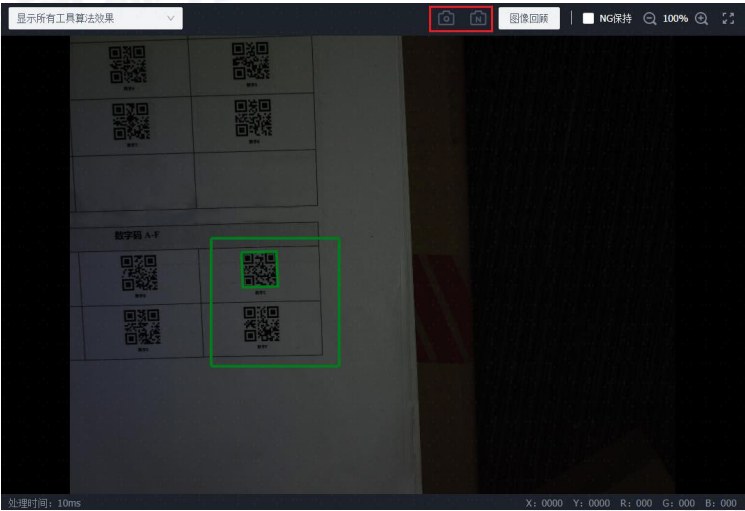 显示所有工具算法效果
N
图像回顾
NG保持
100%
数字码 A-F
处理时间: 10ms
X: 0000 Y: 0000 R: 000 G: 000 B: 000